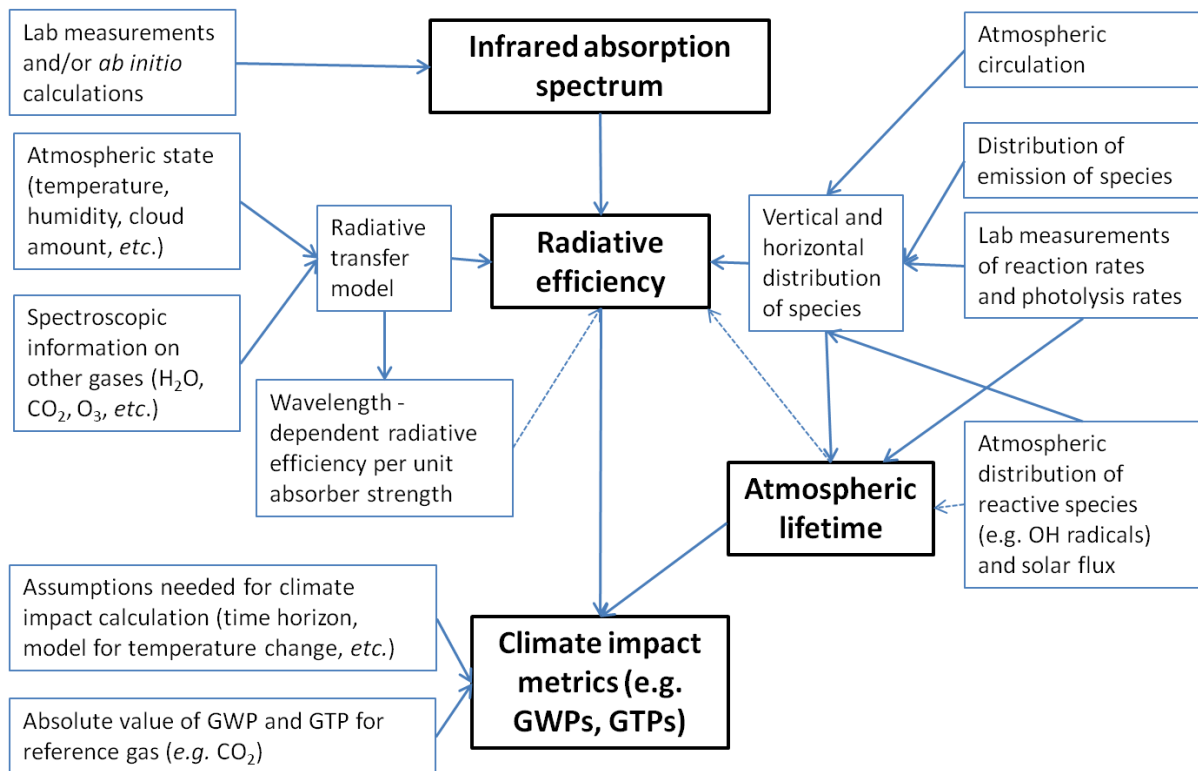 Lab measurements
and/or ab initio
calculations
Infrared absorption
spectrum
Atmospheric
circulation
Atmospheric state
(temperature,
humidity, cloud
amount, etc.)
Distribution of
emission of species
Radiative
transfer
model
Radiative
efficiency
Vertical and
horizontal
distribution
of species
Lab measurements
of reaction rates
and photolysis rates
Spectroscopic
information on
other gases (H₂O,
CO₂, O₃, etc.)
Wavelength -
dependent radiative
efficiency per unit
absorber strength
Atmospheric
lifetime
Atmospheric
distribution of
reactive species
(e.g. OH radicals)
and solar flux
Assumptions needed for climate
impact calculation (time horizon,
model for temperature change, etc.)
Climate impact
metrics (e.g.
GWPs, GTPs)
Absolute value of GWP and GTP for
reference gas (e.g. CO₂)